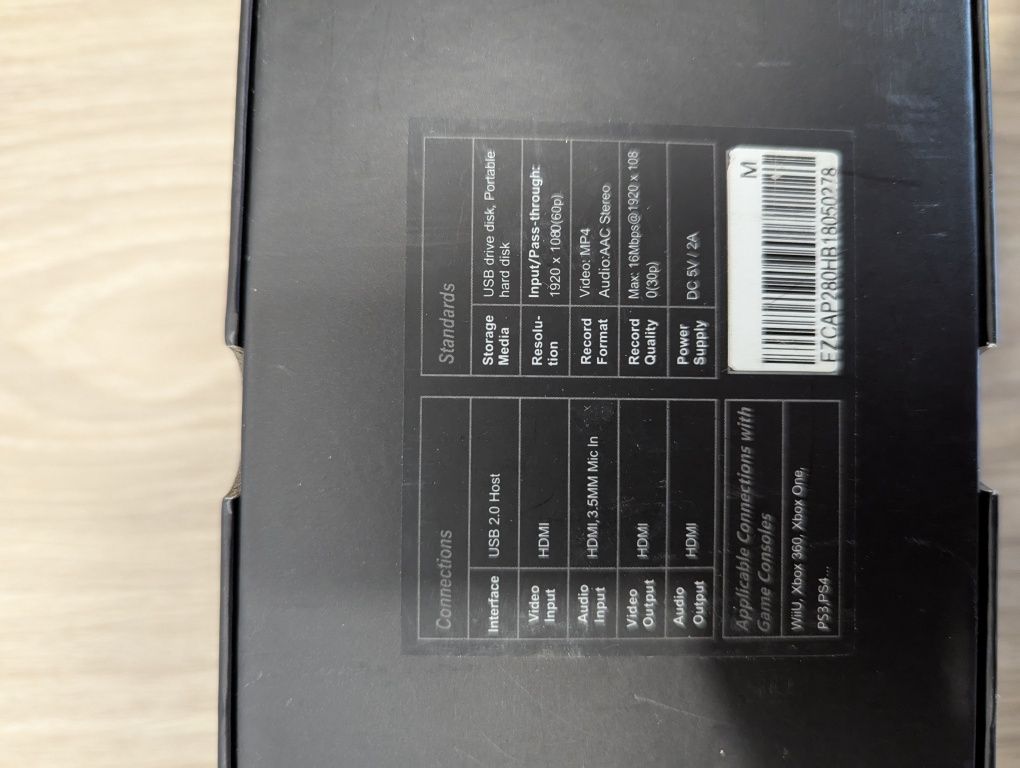 Connections
Interface USB 2.0 Host
Video HDMI
Input
Audio HDMI,3.5MM Mic In
Input
Video HDMI
Output
Audio HDMI
Output
Applicable Connections with
Game Consoles
WiiU, Xbox 360, Xbox One,
PS3,PS4...
Standards
Storage USB drive disk, Portable
Media hard disk
Resolu- Input/Pass-through:
tion 1920 x 1080(60p)
Record Video: MP4
Format Audio:AAC Stereo
Record Max: 16Mbps@1920 x 108
Quality 0(30p)
Power DC 5V / 2A
Supply
M
EZCAP280HB18050278